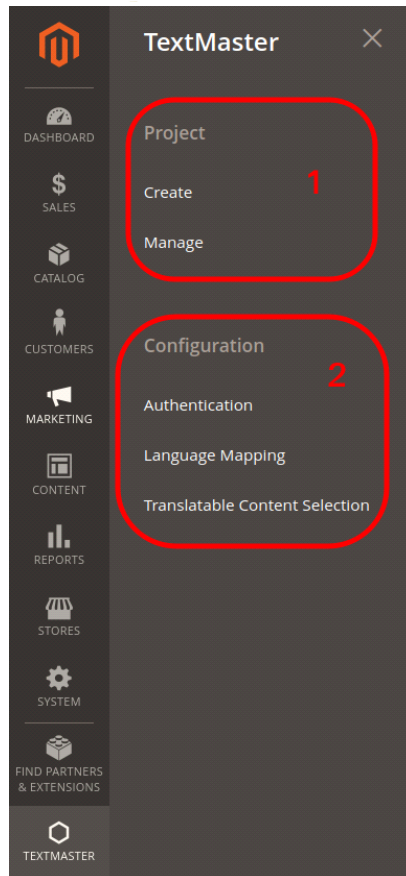 TextMaster
DASHBOARD
SALES
CATALOG
CUSTOMERS
MARKETING
CONTENT
REPORTS
STORES
SYSTEM
FIND PARTNERS
& EXTENSIONS
TEXTMASTER
Project
1
Create
Manage
Configuration
2
Authentication
Language Mapping
Translatable Content Selection